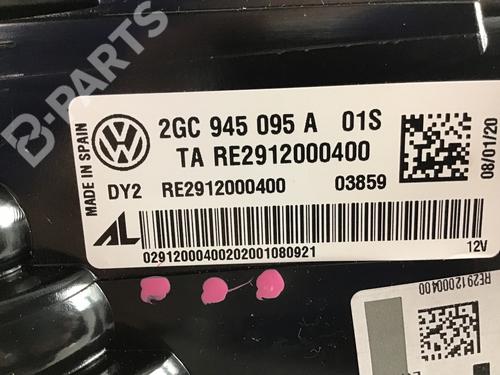 B-PARTS
MADE IN SPAIN
2GC 945 095 A 01S
TA RE2912000400
DY2 RE2912000400 03859
AL
02912000400202001080921
12V
08/01/20
RE2912000400